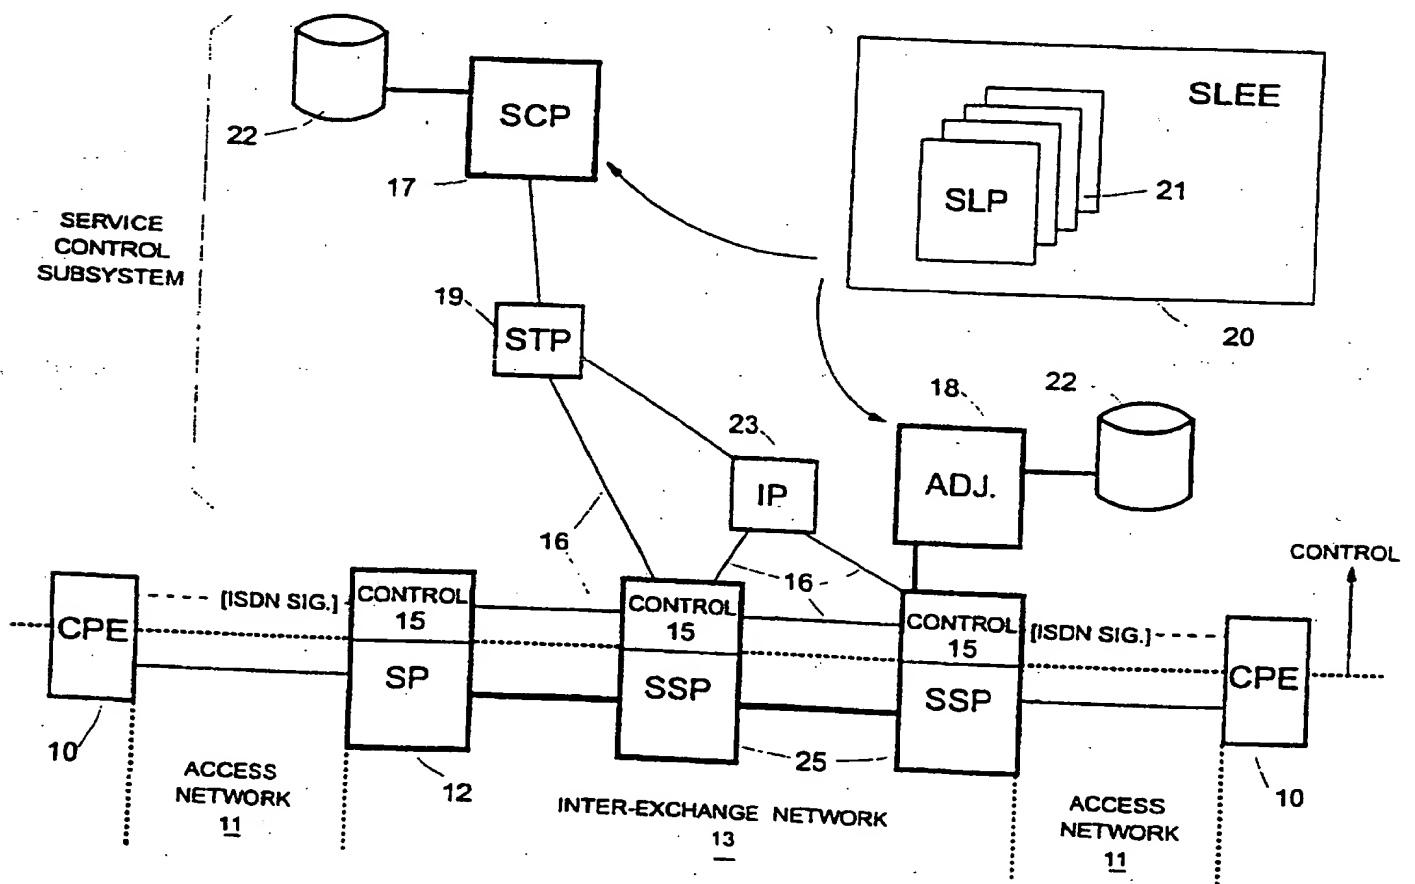 SCP
22
17
SERVICE
CONTROL
SUBSYSTEM
SLEE
SLP
21
20
19
STP
18
22
23
IP
ADJ.
16
16
CONTROL
CPE
[ISDN SIG.]
CONTROL
15
SP
CONTROL
15
SSP
CONTROL
15
SSP
[ISDN SIG.]
CPE
10
12
25
10
ACCESS
NETWORK
11
INTER-EXCHANGE NETWORK
13
ACCESS
NETWORK
11